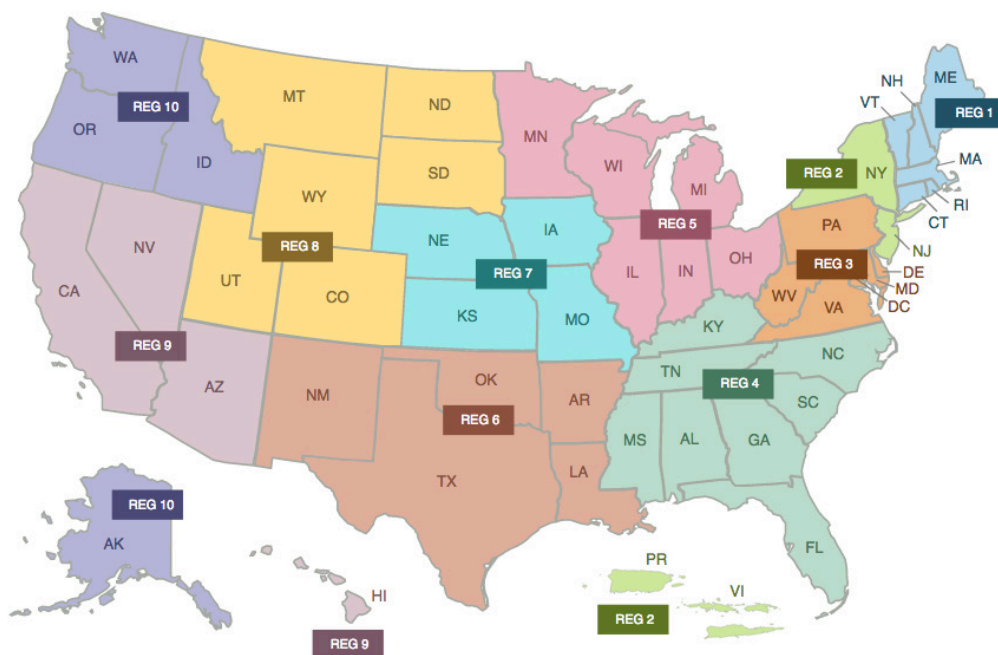 WA
REG 10
OR
ID
MT
ND
MN
SD
WY
REG 8
UT
CO
NE
IA
REG 7
KS
MO
WI
MI
REG 5
IL
IN
OH
NH
ME
VT
REG 1
MA
RI
CT
REG 2
NY
NJ
PA
REG 3
DE
MD
DC
WV
VA
NV
CA
REG 9
AZ
NM
OK
REG 6
AR
TX
LA
KY
TN
REG 4
NC
SC
MS
AL
GA
FL
REG 10
AK
HI
REG 9
PR
VI
REG 2